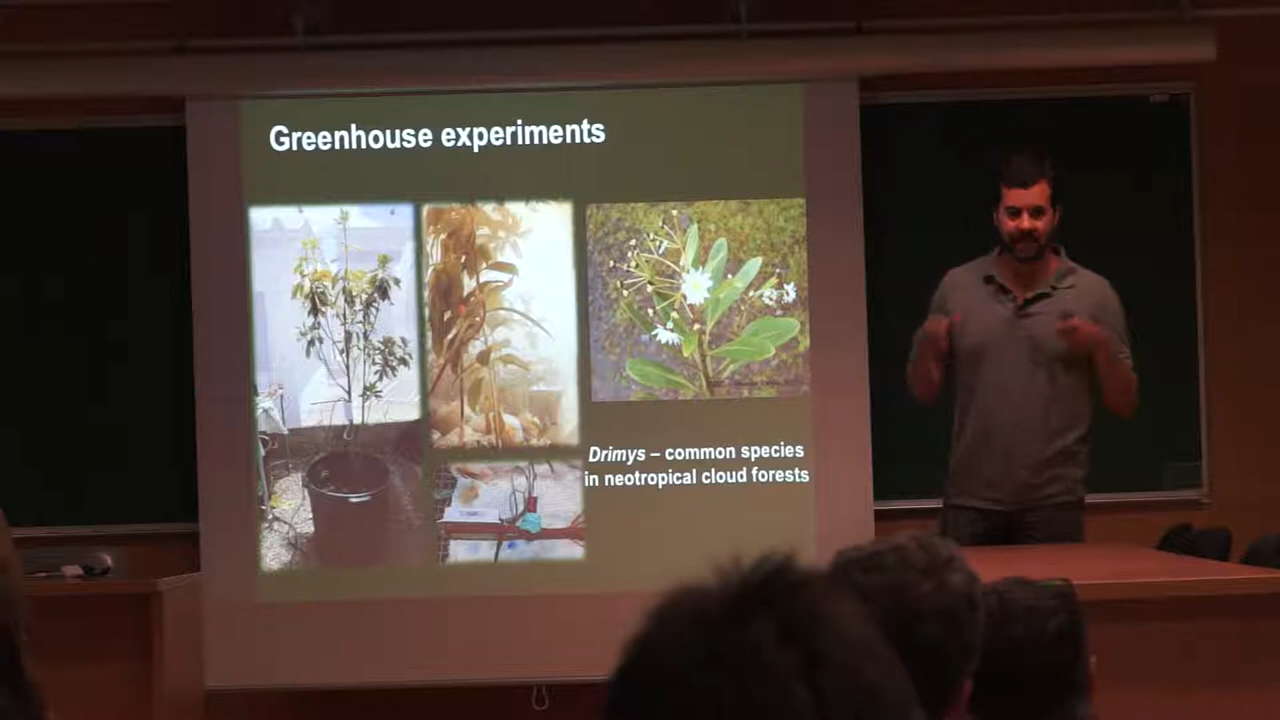 Greenhouse experiments
Drimys – common species
in neotropical cloud forests